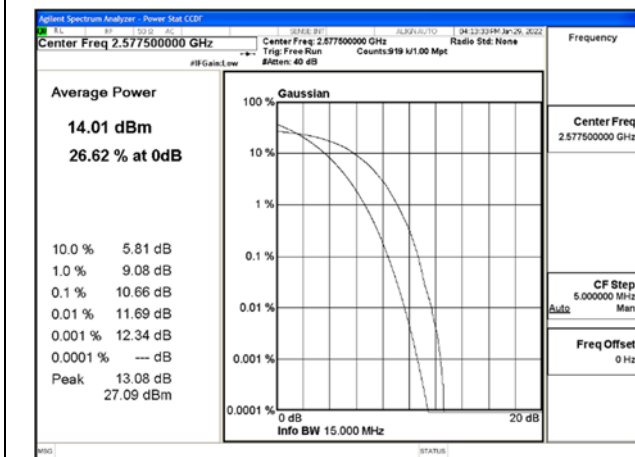 Agilent Spectrum Analyzer - Power Stat CCDF
RL RF 50 Ω AC SENSE:INT ALIGN AUTO 04:13:33 PM Jan 29, 2022
Center Freq 2.577500000 GHz
Center Freq: 2.577500000 GHz Radio Std: None
Trig: Free Run Counts:919 k/1.00 Mpt
#IFGain:Low #Atten: 40 dB
Frequency
Average Power
14.01 dBm
26.62 % at 0dB
10.0 % 5.81 dB
1.0 % 9.08 dB
0.1 % 10.66 dB
0.01 % 11.69 dB
0.001 % 12.34 dB
0.0001 % --- dB
Peak 13.08 dB
27.09 dBm
Gaussian
100 %
10 %
1 %
0.1 %
0.01 %
0.001 %
0.0001 %
0 dB 20 dB
Info BW 15.000 MHz
Center Freq
2.577500000 GHz
CF Step
5.000000 MHz
Auto Man
Freq Offset
0 Hz
MSG STATUS